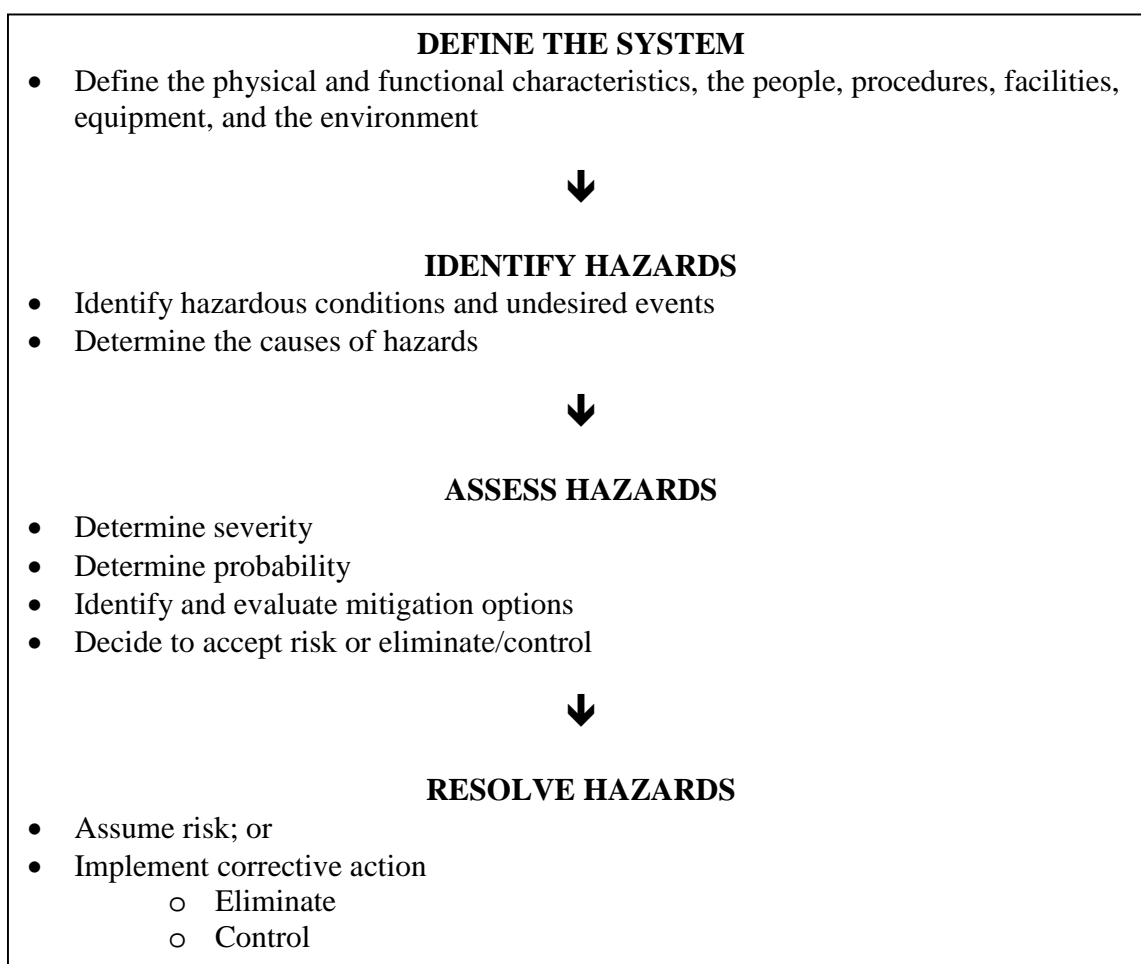 DEFINE THE SYSTEM
• Define the physical and functional characteristics, the people, procedures, facilities,
equipment, and the environment
IDENTIFY HAZARDS
• Identify hazardous conditions and undesired events
• Determine the causes of hazards
ASSESS HAZARDS
• Determine severity
• Determine probability
• Identify and evaluate mitigation options
• Decide to accept risk or eliminate/control
RESOLVE HAZARDS
• Assume risk; or
• Implement corrective action
o Eliminate
o Control